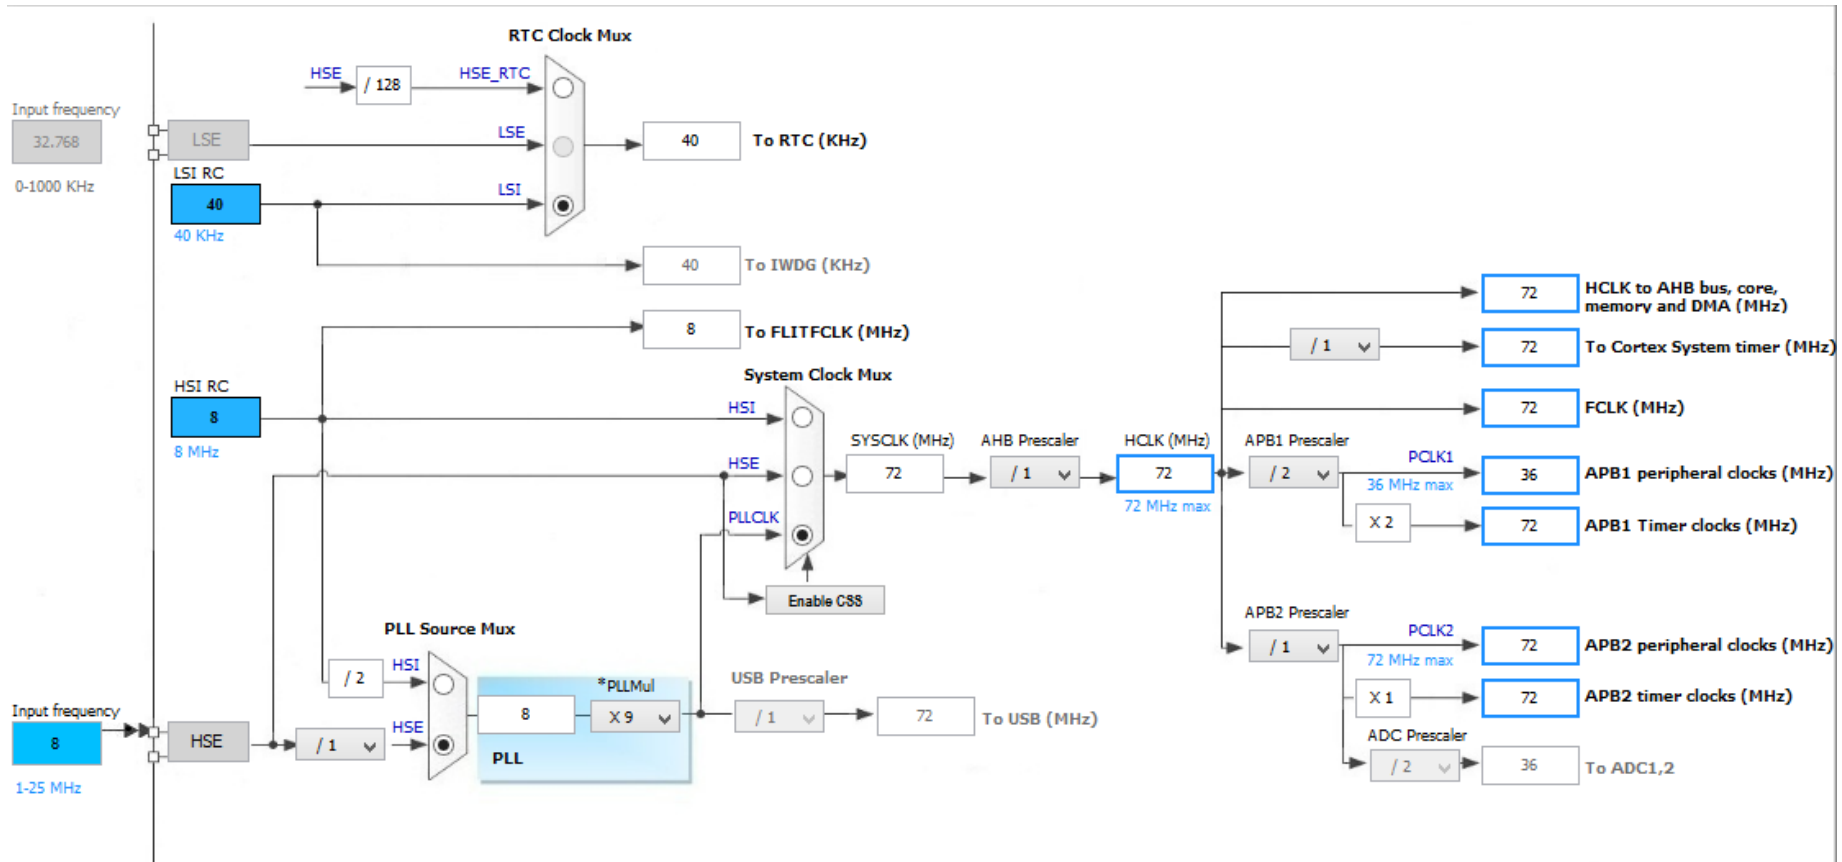 RTC Clock Mux
HSE
/ 128
HSE_RTC
Input frequency
32.768
0-1000 KHz
LSE
LSE
40
To RTC (KHz)
LSI RC
40
40 KHz
LSI
40
To IWDG (KHz)
8
To FLITFCLK (MHz)
HSI RC
8
8 MHz
System Clock Mux
HSI
HSE
PLLCLK
Enable CSS
SYSCLK (MHz)
72
AHB Prescaler
/ 1
HCLK (MHz)
72
72 MHz max
72
HCLK to AHB bus, core,
memory and DMA (MHz)
/ 1
72
To Cortex System timer (MHz)
72
FCLK (MHz)
APB1 Prescaler
/ 2
PCLK1
36 MHz max
36
APB1 peripheral clocks (MHz)
X 2
72
APB1 Timer clocks (MHz)
APB2 Prescaler
/ 1
PCLK2
72 MHz max
72
APB2 peripheral clocks (MHz)
X 1
72
APB2 timer clocks (MHz)
ADC Prescaler
/ 2
36
To ADC1,2
PLL Source Mux
/ 2
HSI
Input frequency
8
1-25 MHz
HSE
/ 1
HSE
8
*PLLMul
X 9
PLL
USB Prescaler
/ 1
72
To USB (MHz)